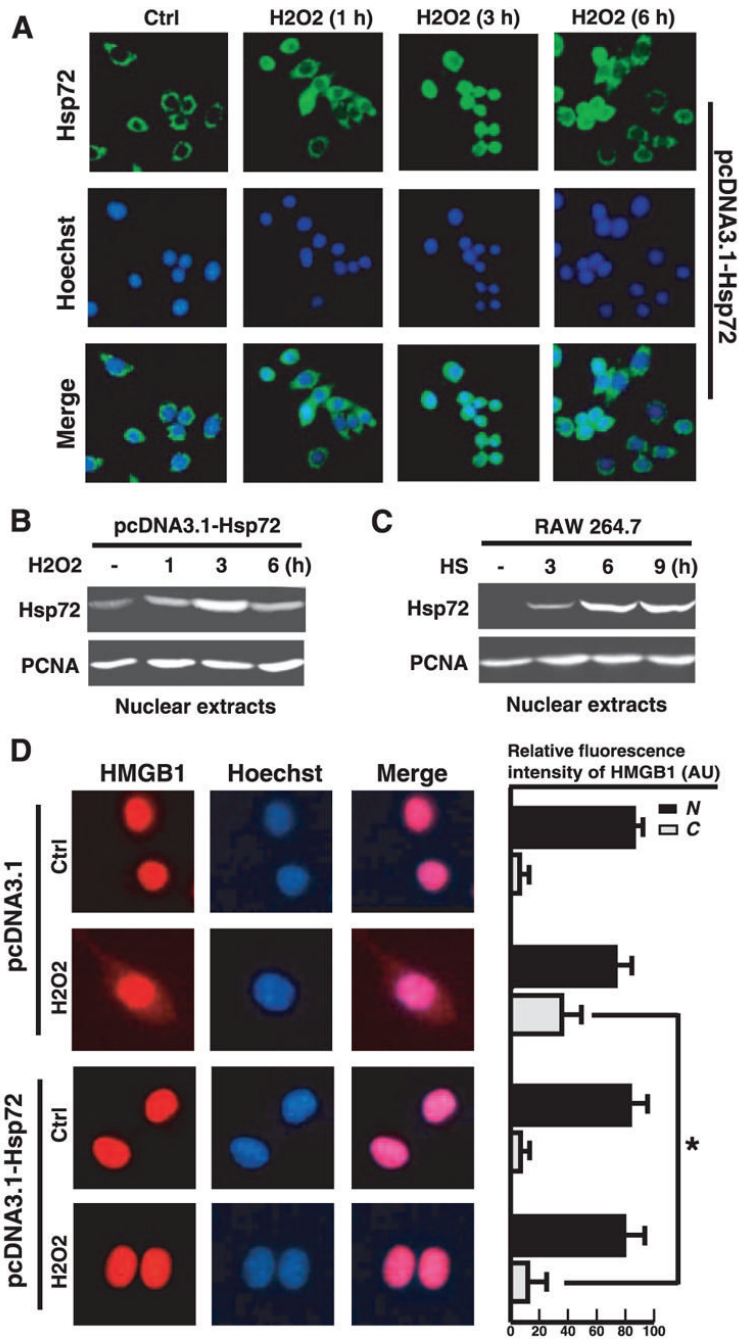 A
Ctrl H2O2 (1 h) H2O2 (3 h) H2O2 (6 h)
Hsp72
Hoechst
Merge
pcDNA3.1-Hsp72
B
pcDNA3.1-Hsp72
H2O2 - 1 3 6 (h)
Hsp72
PCNA
Nuclear extracts
C
RAW 264.7
HS - 3 6 9 (h)
Hsp72
PCNA
Nuclear extracts
D
HMGB1 Hoechst Merge
pcDNA3.1
Ctrl
H2O2
pcDNA3.1-Hsp72
Ctrl
H2O2
Relative fluorescence
intensity of HMGB1 (AU)
N
C
*
0 20 40 60 80 100